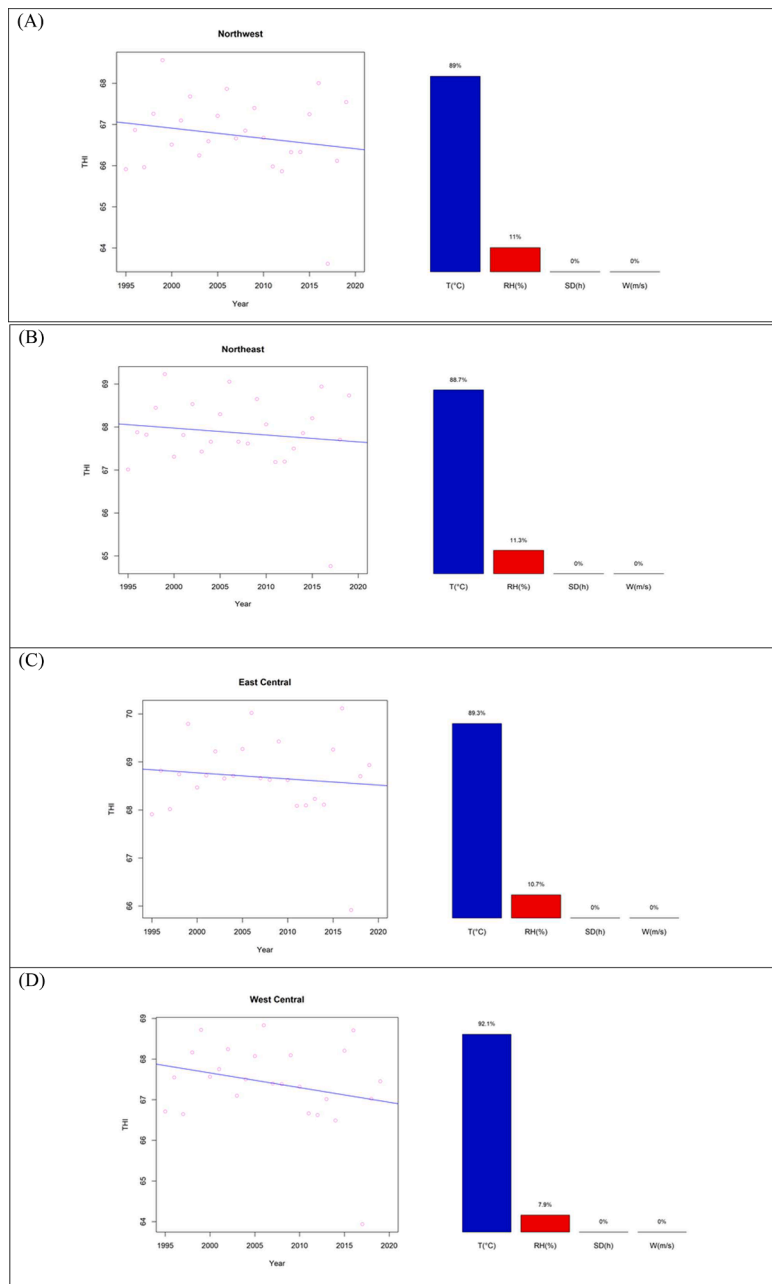 (A)
Northwest
68
67
66
65
64
THI
1995 2000 2005 2010 2015 2020
Year
89%
11%
0%
0%
T(°C) RH(%) SD(h) W(m/s)
(B)
Northeast
69
68
67
66
65
THI
1995 2000 2005 2010 2015 2020
Year
88.7%
11.3%
0%
0%
T(°C) RH(%) SD(h) W(m/s)
(C)
East Central
70
69
68
67
66
THI
1995 2000 2005 2010 2015 2020
Year
89.3%
10.7%
0%
0%
T(°C) RH(%) SD(h) W(m/s)
(D)
West Central
69
68
67
66
65
64
THI
1995 2000 2005 2010 2015 2020
Year
92.1%
7.9%
0%
0%
T(°C) RH(%) SD(h) W(m/s)